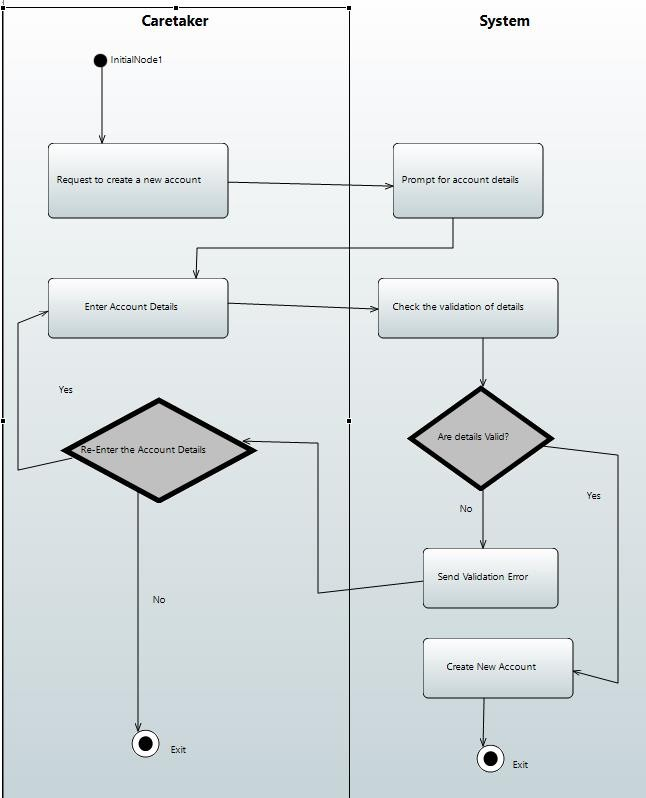 Caretaker
System
InitialNode1
Request to create a new account
Prompt for account details
Enter Account Details
Check the validation of details
Yes
Re-Enter the Account Details
Are details Valid?
Yes
No
Send Validation Error
No
Create New Account
Exit
Exit